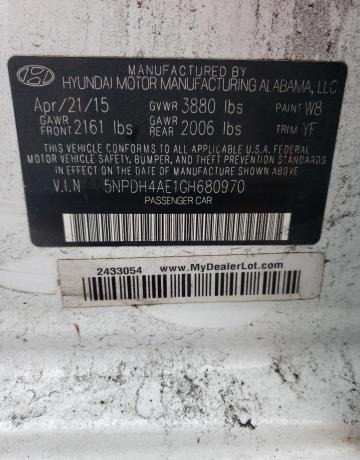 MANUFACTURED BY
HYUNDAI MOTOR MANUFACTURING ALABAMA, LLC
Apr/21/15 GVWR 3880 lbs PAINT W8
GAWR FRONT 2161 lbs GAWR REAR 2006 lbs TRIM YF
THIS VEHICLE CONFORMS TO ALL APPLICABLE U.S.A FEDERAL
MOTOR VEHICLE SAFETY, BUMPER, AND THEFT PREVENTION
STANDARDS IN EFFECT ON THE DATE OF MANUFACTURE SHOWN ABOVE.
V.I.N 5NPDH4AE1GH680970
PASSENGER CAR
2433054 www.MyDealerLot.com